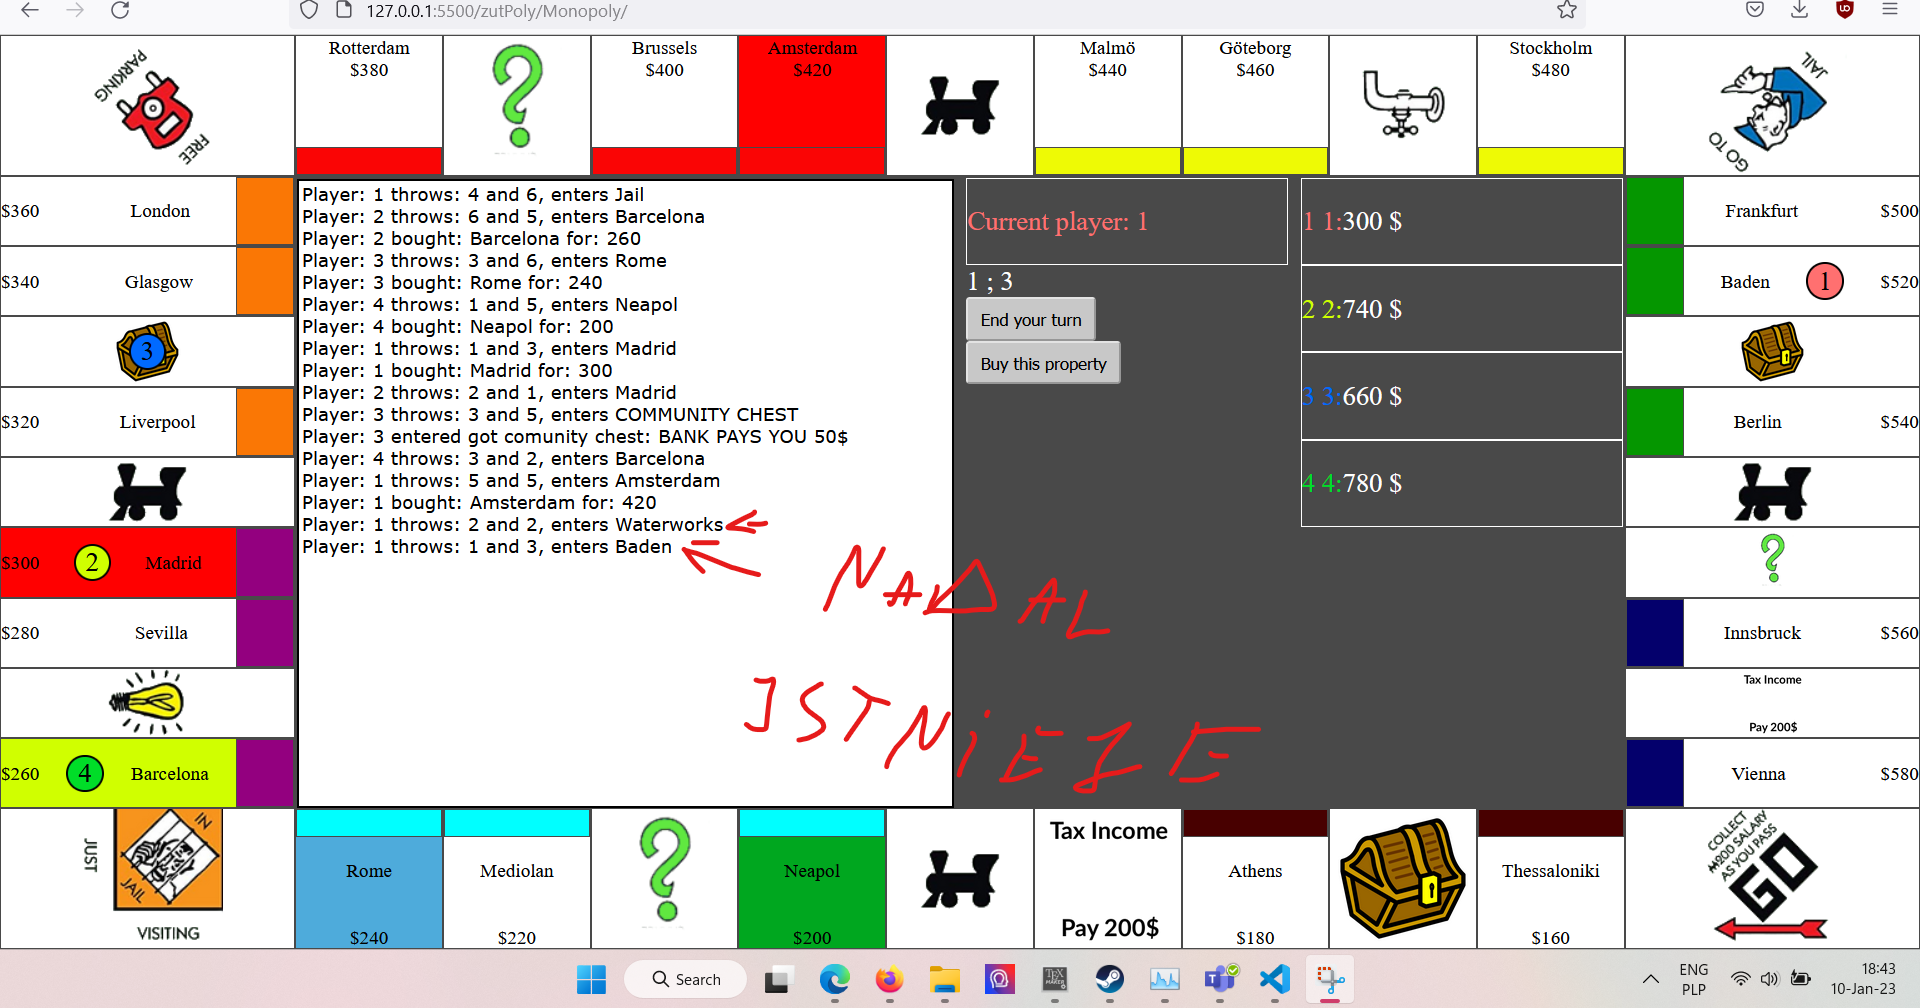 127.0.0.1:5500/zutPoly/Monopoly/
PARKING
FREE
Rotterdam
$380
Brussels
$400
Amsterdam
$420
Malmö
$440
Göteborg
$460
Stockholm
$480
JAIL
GO TO
$360 London
$340 Glasgow
3
$320 Liverpool
$300 2 Madrid
$280 Sevilla
$260 4 Barcelona
Player: 1 throws: 4 and 6, enters Jail
Player: 2 throws: 6 and 5, enters Barcelona
Player: 2 bought: Barcelona for: 260
Player: 3 throws: 3 and 6, enters Rome
Player: 3 bought: Rome for: 240
Player: 4 throws: 1 and 5, enters Neapol
Player: 4 bought: Neapol for: 200
Player: 1 throws: 1 and 3, enters Madrid
Player: 1 bought: Madrid for: 300
Player: 2 throws: 2 and 1, enters Madrid
Player: 3 throws: 3 and 5, enters COMMUNITY CHEST
Player: 3 entered got comunity chest: BANK PAYS YOU 50$
Player: 4 throws: 3 and 2, enters Barcelona
Player: 1 throws: 5 and 5, enters Amsterdam
Player: 1 bought: Amsterdam for: 420
Player: 1 throws: 2 and 2, enters Waterworks
Player: 1 throws: 1 and 3, enters Baden
NADAL
ISTNiEJE
Current player: 1
1 ; 3
End your turn
Buy this property
1 1:300 $
2 2:740 $
3 3:660 $
4 4:780 $
Frankfurt $500
Baden 1 $520
Berlin $540
Innsbruck $560
Tax Income
Pay 200$
Vienna $580
JUST
IN
JAIL
VISITING
Rome
$240
Mediolan
$220
Neapol
$200
Tax Income
Pay 200$
Athens
$180
Thessaloniki
$160
COLLECT
SALARY
AS YOU PASS
GO
Search
ENG
PLP
18:43
10-Jan-23